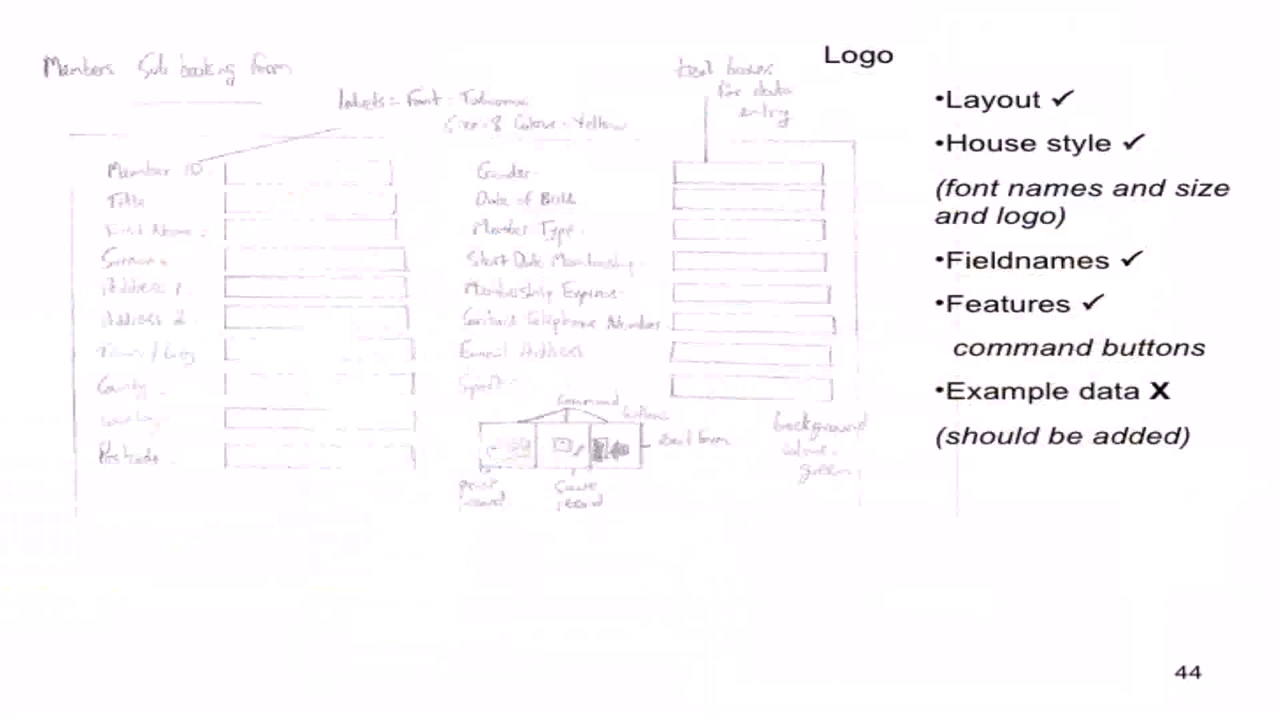 Members Sub booking form
Logo
text boxes
for data
entry
labels = Font - Tahoma
Size - 8 Colour - Yellow
Member ID
Title
First Name
Surname
Address 1
Address 2
Town / City
County
Postcode
Gender
Date of Birth
Member Type
Start Date Membership
Membership Expires
Contact Telephone Number
Email Address
Sport
Command
buttons
exit form
Save
record
background
colour
green
•Layout ✓
•House style ✓
(font names and size
and logo)
•Fieldnames ✓
•Features ✓
command buttons
•Example data X
(should be added)
44